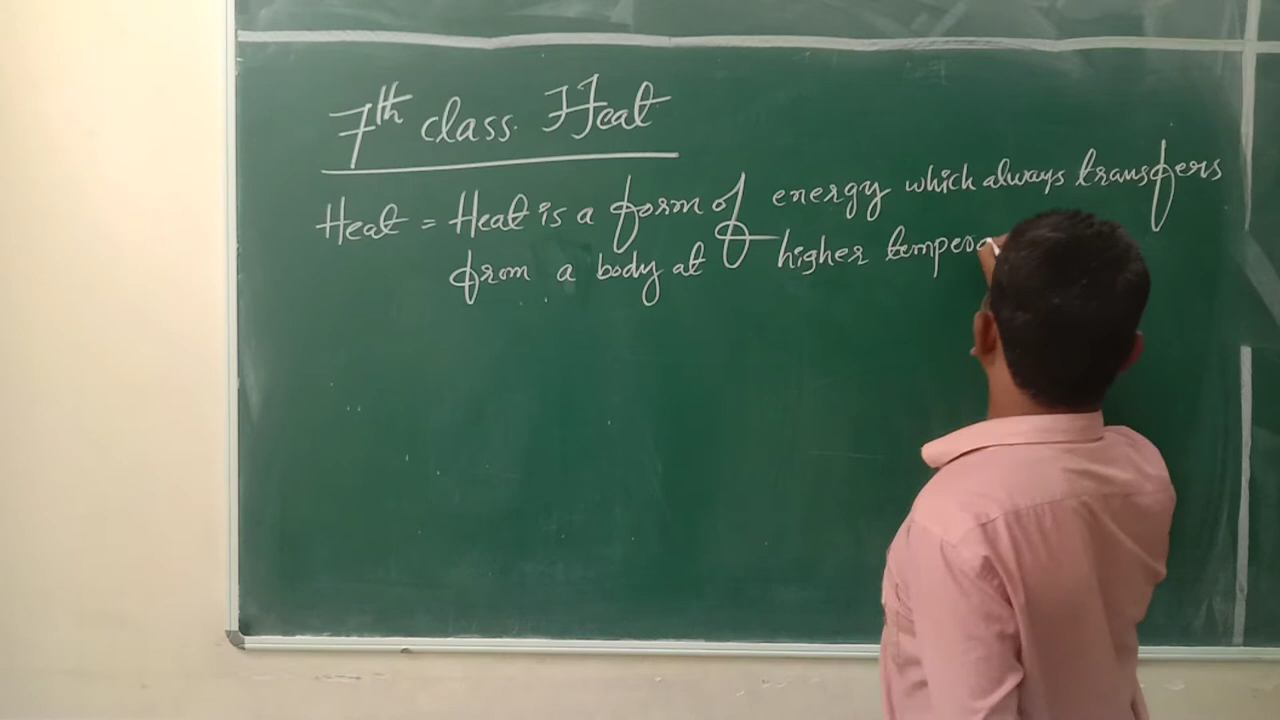 7th class. Heat
Heat = Heat is a form of energy which always transfers
from a body at higher tempera